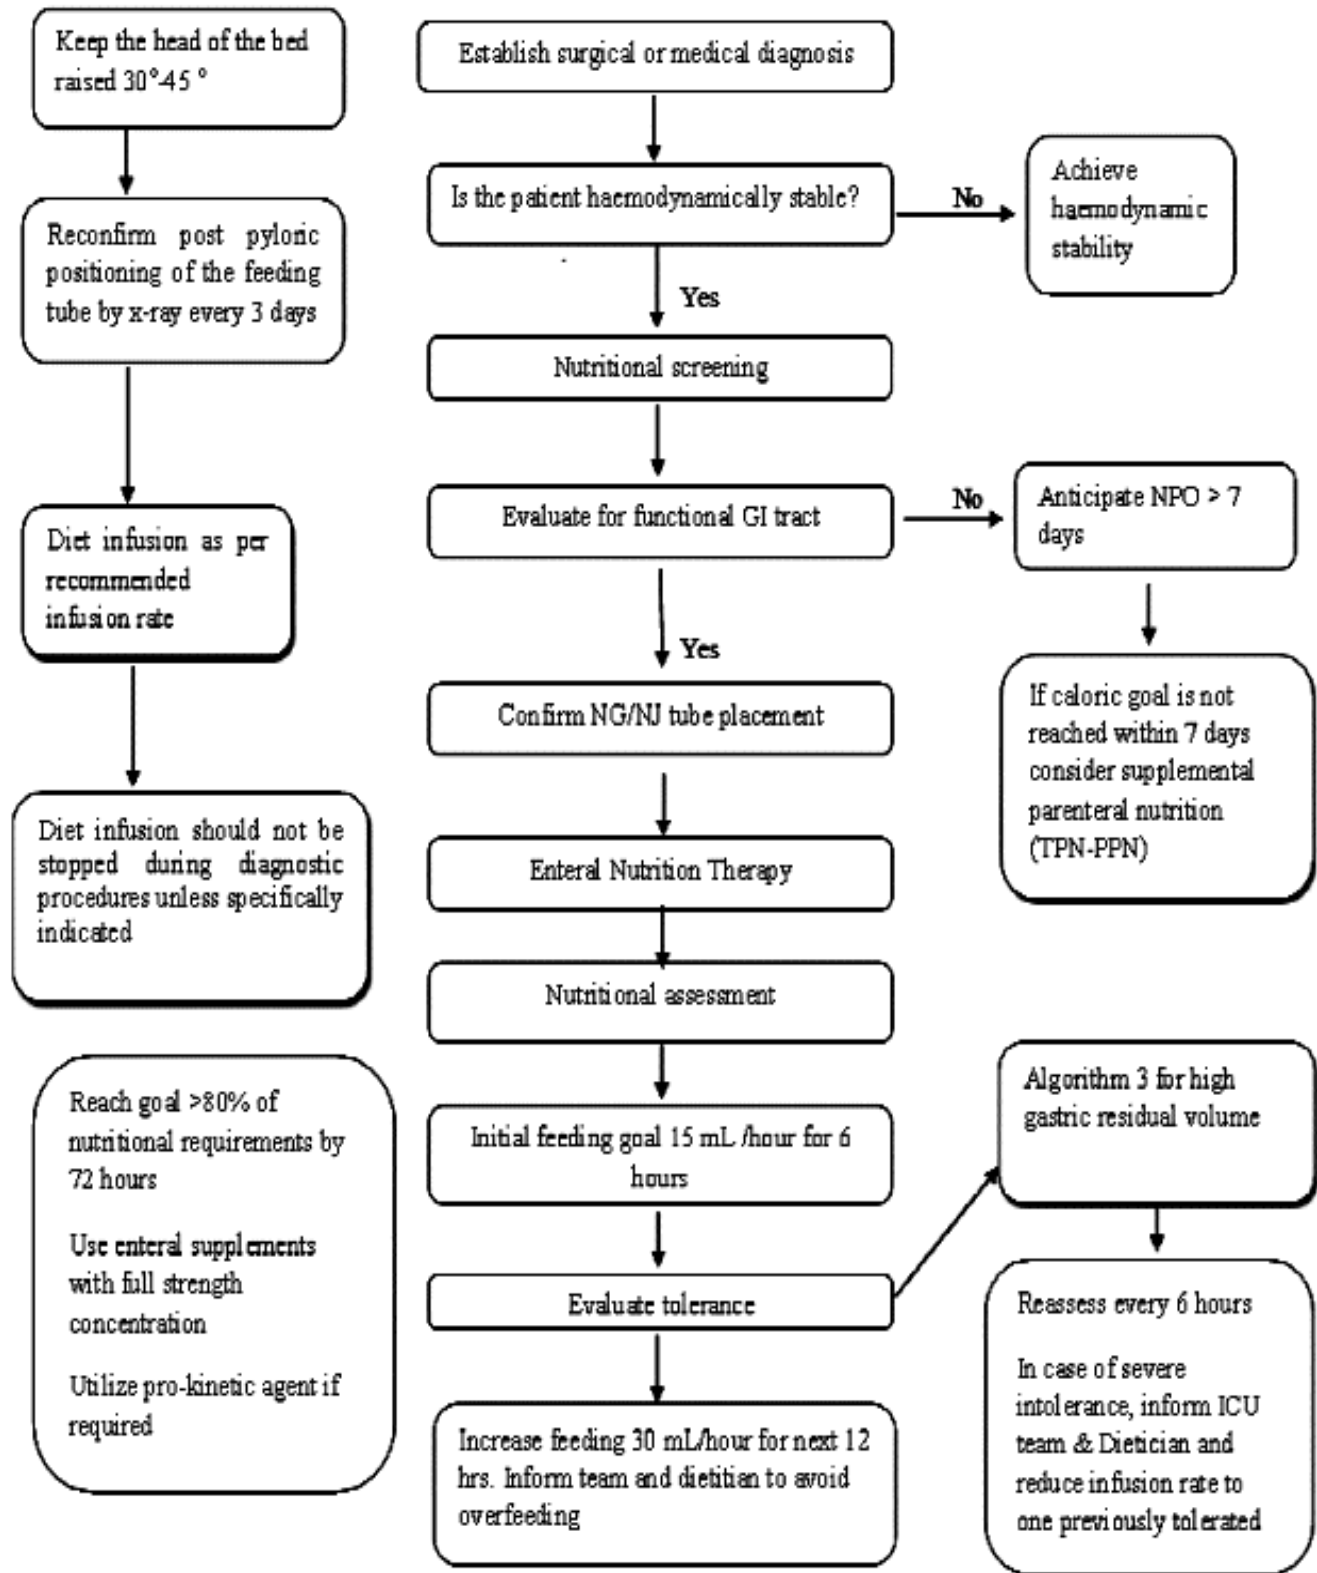 Keep the head of the bed
raised 30°-45 °
Reconfirm post pyloric
positioning of the feeding
tube by x-ray every 3 days
Diet infusion as per
recommended
infusion rate
Diet infusion should not be
stopped during diagnostic
procedures unless specifically
indicated
Reach goal >80% of
nutritional requirements by
72 hours
Use enteral supplements
with full strength
concentration
Utilize pro-kinetic agent if
required
Establish surgical or medical diagnosis
Is the patient haemodynamically stable?
No
Achieve
haemodynamic
stability
Yes
Nutritional screening
Evaluate for functional GI tract
No
Anticipate NPO > 7
days
If caloric goal is not
reached within 7 days
consider supplemental
parenteral nutrition
(TPN-PPN)
Yes
Confirm NG/NJ tube placement
Enteral Nutrition Therapy
Nutritional assessment
Initial feeding goal 15 mL /hour for 6
hours
Evaluate tolerance
Algorithm 3 for high
gastric residual volume
Reassess every 6 hours
In case of severe
intolerance, inform ICU
team & Dietician and
reduce infusion rate to
one previously tolerated
Increase feeding 30 mL/hour for next 12
hrs. Inform team and dietitian to avoid
overfeeding